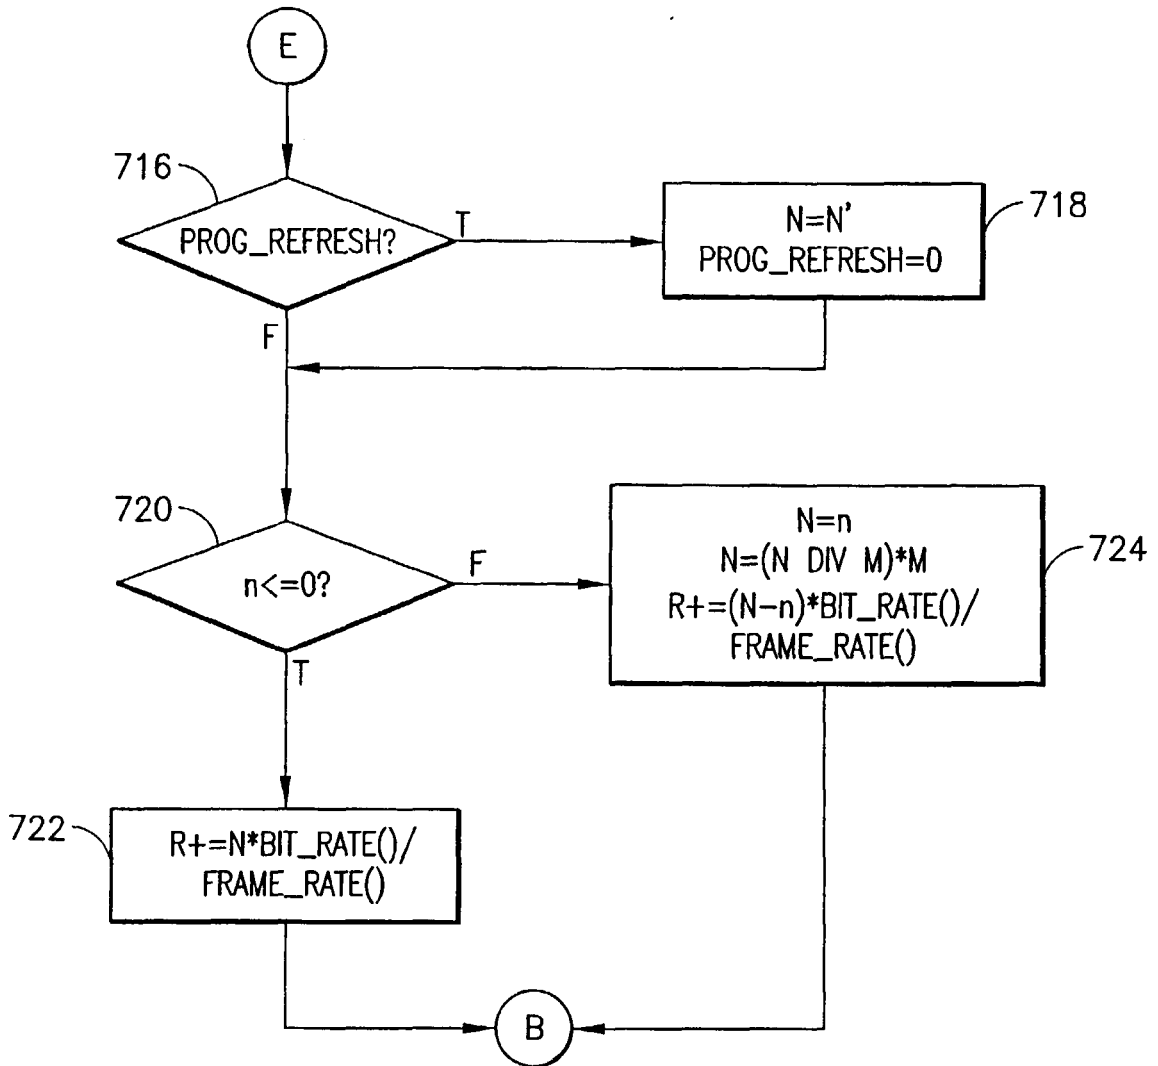 E
716
PROG_REFRESH?
T
N=N'
PROG_REFRESH=0
718
F
720
n<=0?
F
N=n
N=(N DIV M)*M
R+=(N-n)*BIT_RATE()/
FRAME_RATE()
724
T
722
R+=N*BIT_RATE()/
FRAME_RATE()
B